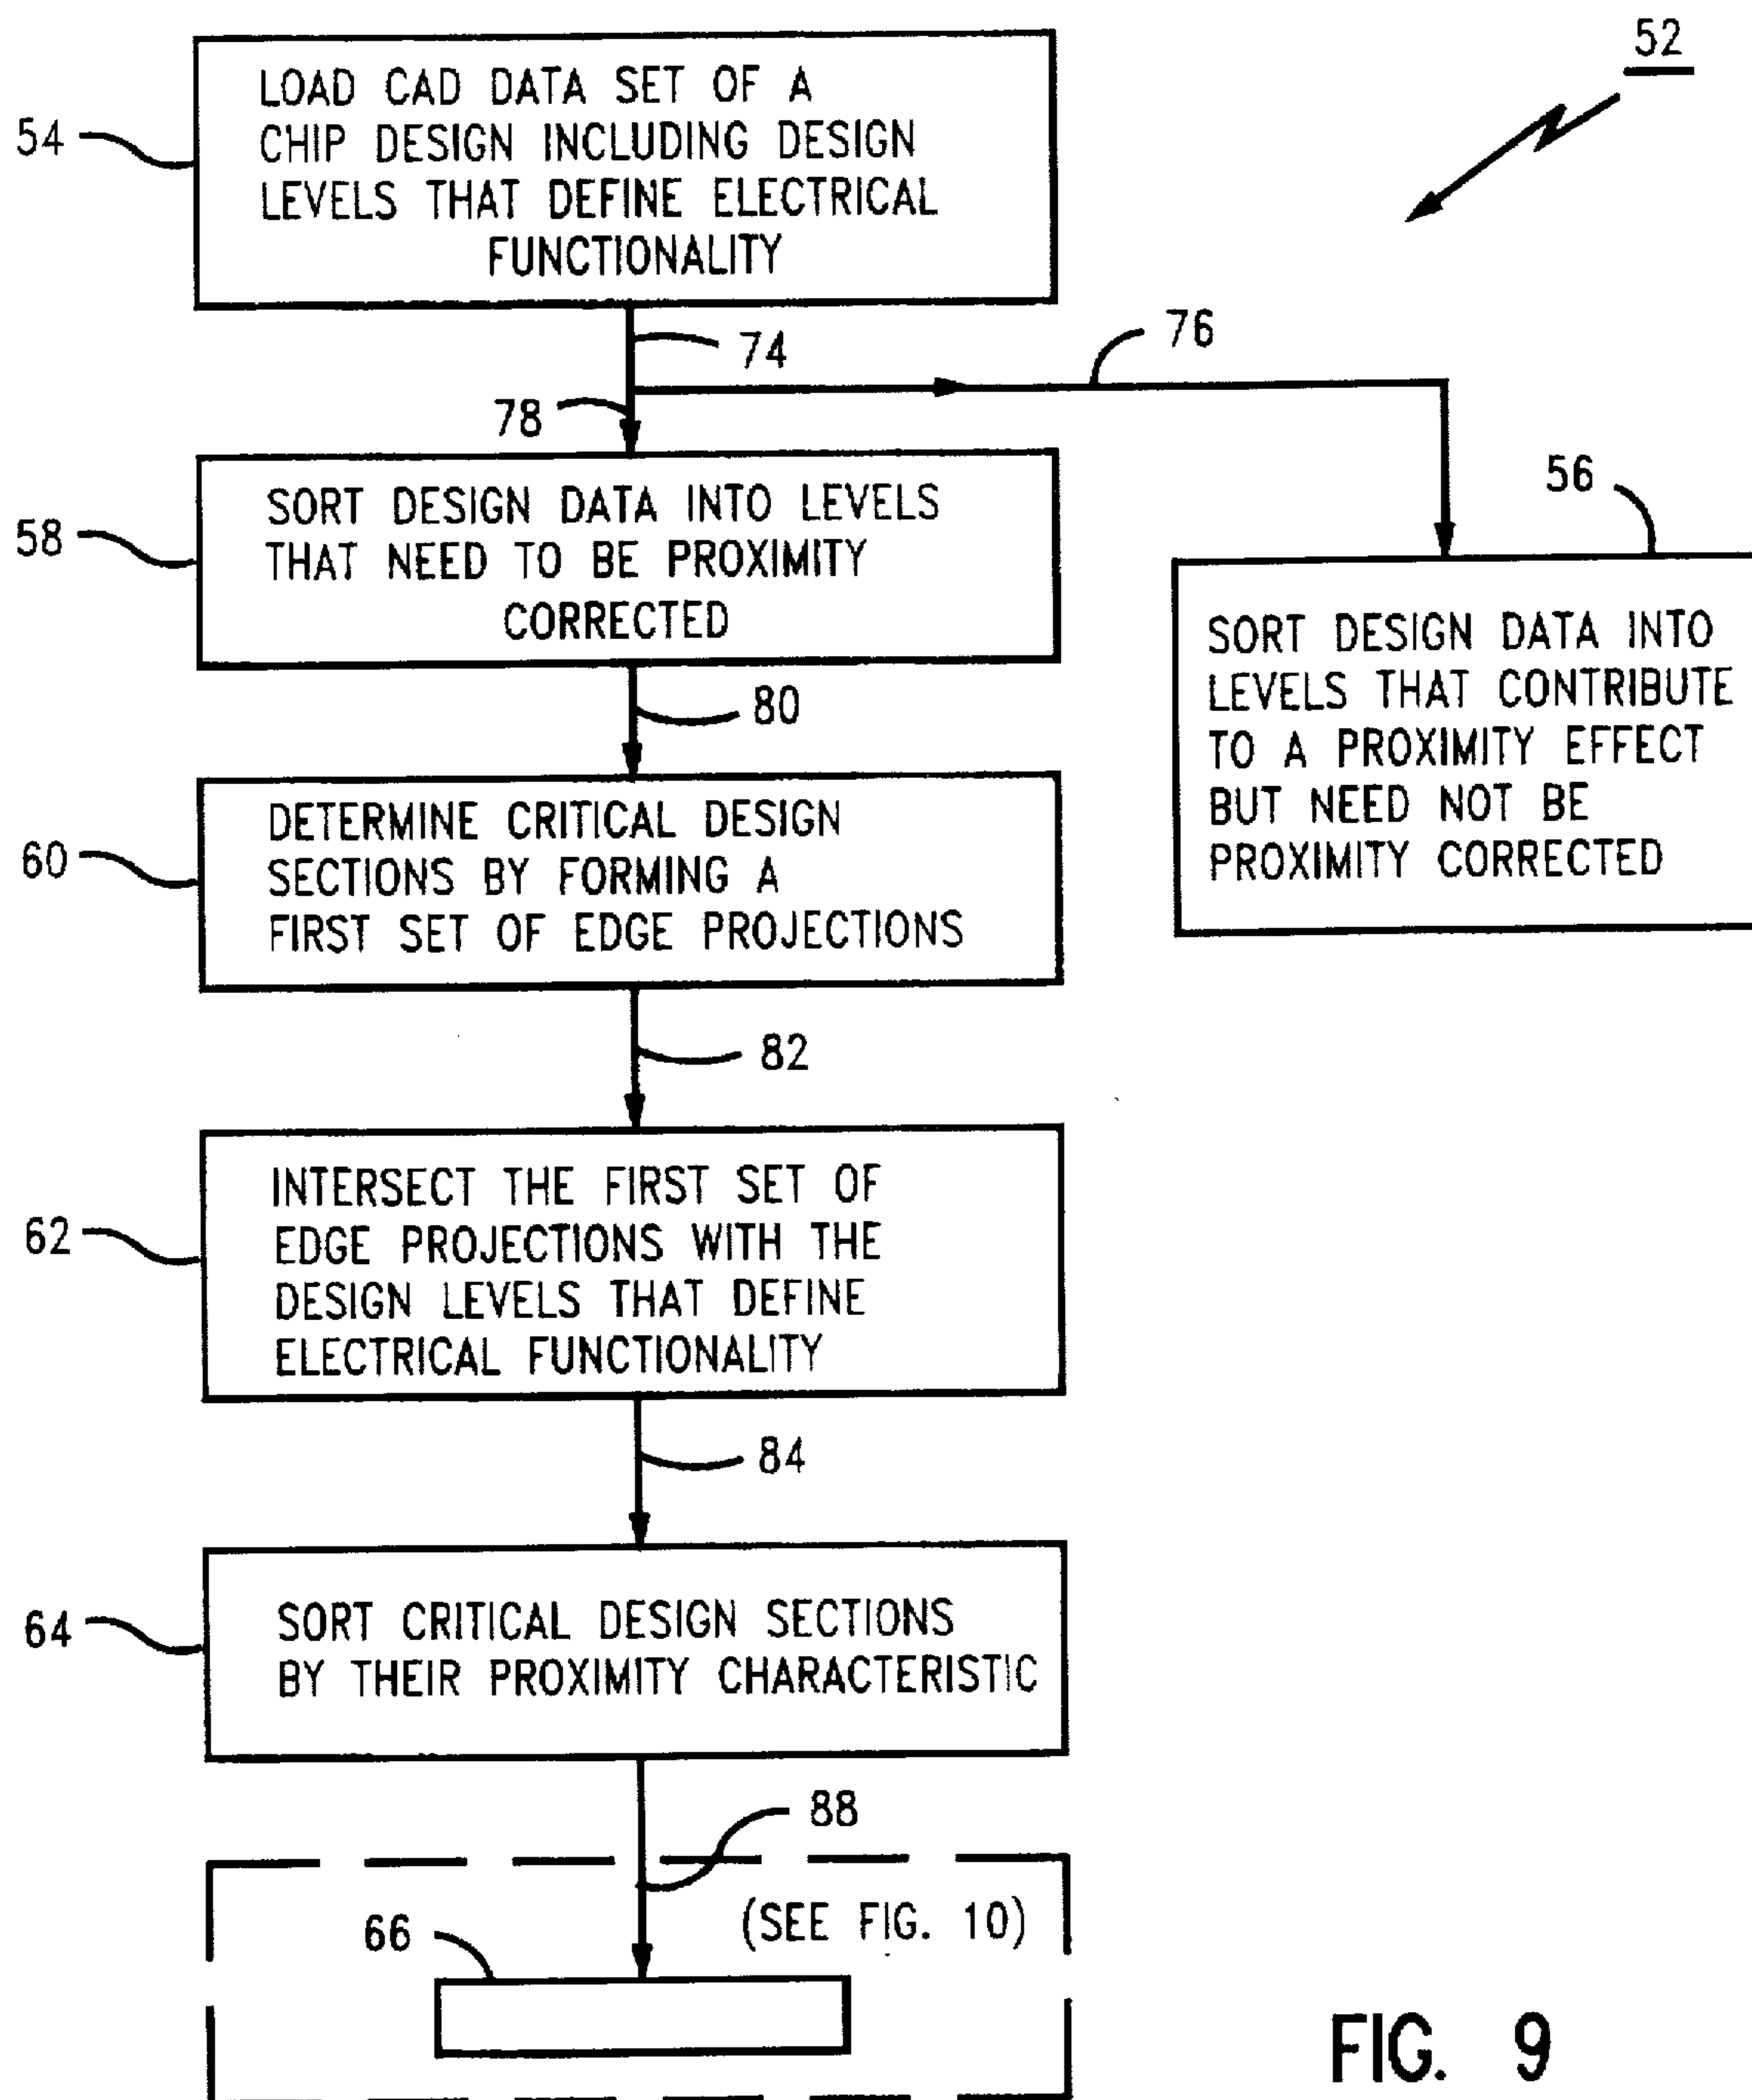 52
54
LOAD CAD DATA SET OF A
CHIP DESIGN INCLUDING DESIGN
LEVELS THAT DEFINE ELECTRICAL
FUNCTIONALITY
74
76
78
58
SORT DESIGN DATA INTO LEVELS
THAT NEED TO BE PROXIMITY
CORRECTED
56
SORT DESIGN DATA INTO
LEVELS THAT CONTRIBUTE
TO A PROXIMITY EFFECT
BUT NEED NOT BE
PROXIMITY CORRECTED
80
60
DETERMINE CRITICAL DESIGN
SECTIONS BY FORMING A
FIRST SET OF EDGE PROJECTIONS
82
62
INTERSECT THE FIRST SET OF
EDGE PROJECTIONS WITH THE
DESIGN LEVELS THAT DEFINE
ELECTRICAL FUNCTIONALITY
84
64
SORT CRITICAL DESIGN SECTIONS
BY THEIR PROXIMITY CHARACTERISTIC
88
(SEE FIG. 10)
66
FIG. 9